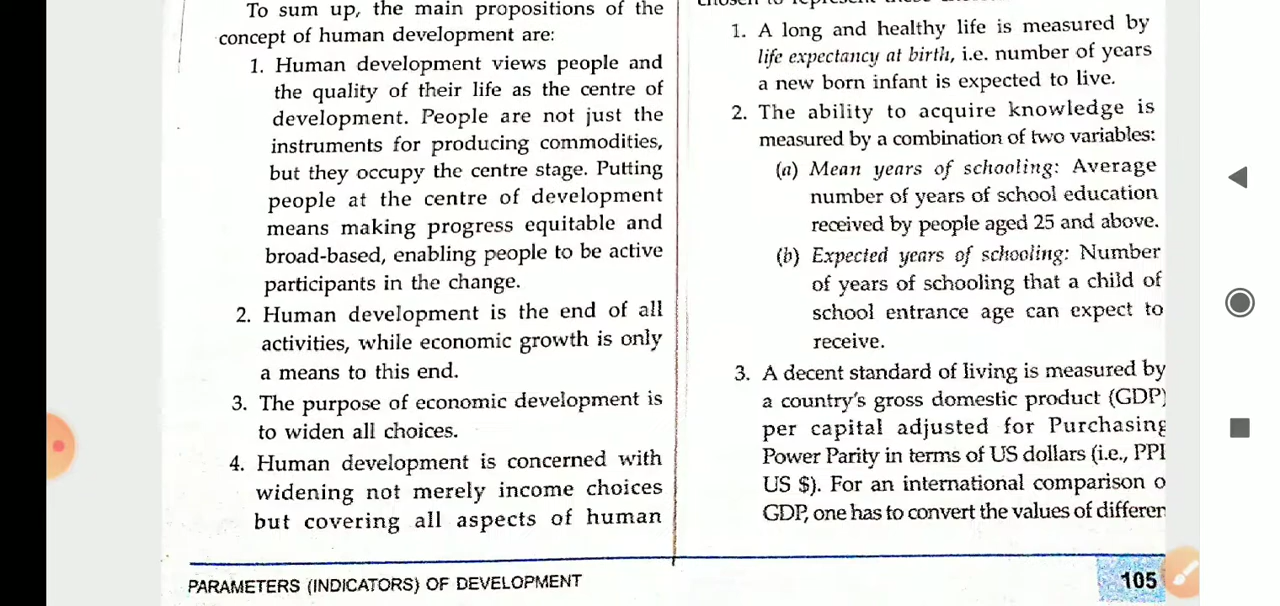 To sum up, the main propositions of the
concept of human development are:
1. Human development views people and
the quality of their life as the centre of
development. People are not just the
instruments for producing commodities,
but they occupy the centre stage. Putting
people at the centre of development
means making progress equitable and
broad-based, enabling people to be active
participants in the change.
2. Human development is the end of all
activities, while economic growth is only
a means to this end.
3. The purpose of economic development is
to widen all choices.
4. Human development is concerned with
widening not merely income choices
but covering all aspects of human
1. A long and healthy life is measured by
life expectancy at birth, i.e. number of years
a new born infant is expected to live.
2. The ability to acquire knowledge is
measured by a combination of two variables:
(a) Mean years of schooling: Average
number of years of school education
received by people aged 25 and above.
(b) Expected years of schooling: Number
of years of schooling that a child of
school entrance age can expect to
receive.
3. A decent standard of living is measured by
a country's gross domestic product (GDP)
per capital adjusted for Purchasing
Power Parity in terms of US dollars (i.e.,
US $). For an international comparison
GDP, one has to convert the values of
PARAMETERS (INDICATORS) OF DEVELOPMENT
105